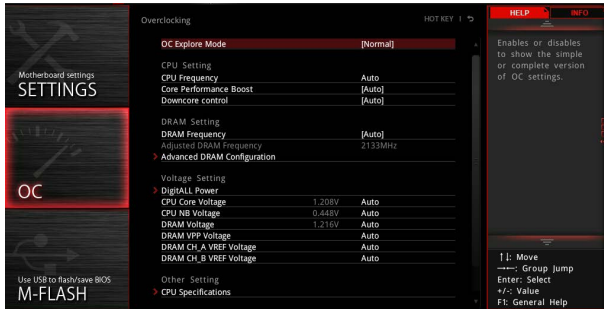 Overclocking
HOT KEY |
HELP
INFO
Motherboard settings
SETTINGS
OC
Use USB to flash/save BIOS
M-FLASH
OC Explore Mode [Normal]
CPU Setting
CPU Frequency Auto
Core Performance Boost [Auto]
Downcore control [Auto]
DRAM Setting
DRAM Frequency [Auto]
Adjusted DRAM Frequency 2133MHz
Advanced DRAM Configuration
Voltage Setting
DigitALL Power
CPU Core Voltage 1.208V Auto
CPU NB Voltage 0.448V Auto
DRAM Voltage 1.216V Auto
DRAM VPP Voltage Auto
DRAM CH_A VREF Voltage Auto
DRAM CH_B VREF Voltage Auto
Other Setting
CPU Specifications
Enables or disables
to show the simple
or complete version
of OC settings.
↑↓: Move
→←: Group Jump
Enter: Select
+/-: Value
F1: General Help